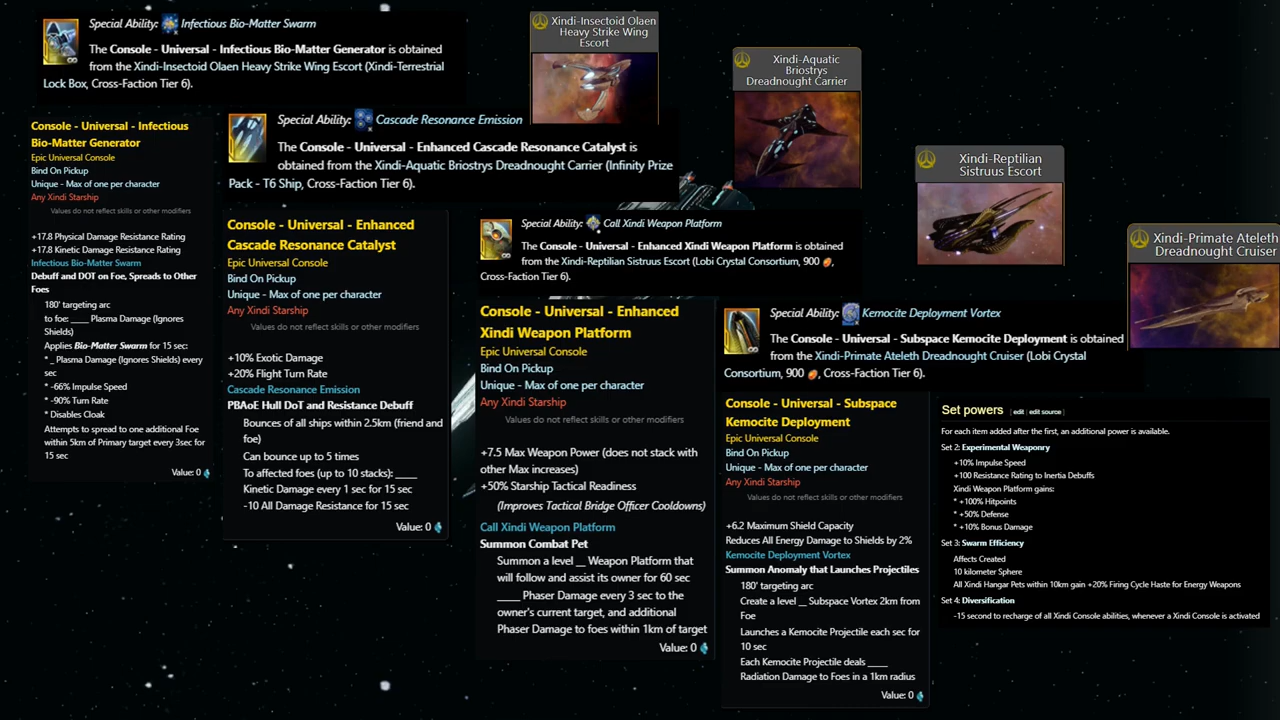 Special Ability: Infectious Bio-Matter Swarm
The Console - Universal - Infectious Bio-Matter Generator is obtained
from the Xindi-Insectoid Olaen Heavy Strike Wing Escort (Xindi-Terrestrial
Lock Box, Cross-Faction Tier 6).
Xindi-Insectoid Olaen
Heavy Strike Wing
Escort
Xindi-Aquatic
Briostrys
Dreadnought Carrier
Xindi-Reptilian
Sistruus Escort
Xindi-Primate Ateleth
Dreadnought Cruiser
Console - Universal - Infectious
Bio-Matter Generator
Epic Universal Console
Bind On Pickup
Unique - Max of one per character
Any Xindi Starship
Values do not reflect skills or other modifiers
+17.8 Physical Damage Resistance Rating
+17.8 Kinetic Damage Resistance Rating
Infectious Bio-Matter Swarm
Debuff and DOT on Foe, Spreads to Other
Foes
180' targeting arc
to foe: ____ Plasma Damage (Ignores
Shields)
Applies Bio-Matter Swarm for 15 sec:
* _ Plasma Damage (Ignores Shields) every
sec
* -66% Impulse Speed
* -90% Turn Rate
* Disables Cloak
Attempts to spread to one additional Foe
within 5km of Primary target every 3sec for
15 sec
Value: 0
Special Ability: Cascade Resonance Emission
The Console - Universal - Enhanced Cascade Resonance Catalyst is
obtained from the Xindi-Aquatic Briostrys Dreadnought Carrier (Infinity Prize
Pack - T6 Ship, Cross-Faction Tier 6).
Console - Universal - Enhanced
Cascade Resonance Catalyst
Epic Universal Console
Bind On Pickup
Unique - Max of one per character
Any Xindi Starship
Values do not reflect skills or other modifiers
+10% Exotic Damage
+20% Flight Turn Rate
Cascade Resonance Emission
PBAoE Hull DoT and Resistance Debuff
Bounces of all ships within 2.5km (friend and
foe)
Can bounce up to 5 times
To affected foes (up to 10 stacks): ____
Kinetic Damage every 1 sec for 15 sec
-10 All Damage Resistance for 15 sec
Value: 0
Special Ability: Call Xindi Weapon Platform
The Console - Universal - Enhanced Xindi Weapon Platform is obtained
from the Xindi-Reptilian Sistruus Escort (Lobi Crystal Consortium, 900 ,
Cross-Faction Tier 6).
Console - Universal - Enhanced
Xindi Weapon Platform
Epic Universal Console
Bind On Pickup
Unique - Max of one per character
Any Xindi Starship
Values do not reflect skills or other modifiers
+7.5 Max Weapon Power (does not stack with
other Max increases)
+50% Starship Tactical Readiness
(Improves Tactical Bridge Officer Cooldowns)
Call Xindi Weapon Platform
Summon Combat Pet
Summon a level __ Weapon Platform that
will follow and assist its owner for 60 sec
____ Phaser Damage every 3 sec to the
owner's current target, and additional
Phaser Damage to foes within 1km of target
Value: 0
Special Ability: Kemocite Deployment Vortex
The Console - Universal - Subspace Kemocite Deployment is obtained
from the Xindi-Primate Ateleth Dreadnought Cruiser (Lobi Crystal
Consortium, 900 , Cross-Faction Tier 6).
Console - Universal - Subspace
Kemocite Deployment
Epic Universal Console
Bind On Pickup
Unique - Max of one per character
Any Xindi Starship
Values do not reflect skills or other modifiers
+6.2 Maximum Shield Capacity
Reduces All Energy Damage to Shields by 2%
Kemocite Deployment Vortex
Summon Anomaly that Launches Projectiles
180' targeting arc
Create a level __ Subspace Vortex 2km from
Foe
Launches a Kemocite Projectile each sec for
10 sec
Each Kemocite Projectile deals ____
Radiation Damage to Foes in a 1km radius
Value: 0
Set powers [ edit | edit source ]
For each item added after the first, an additional power is available.
Set 2: Experimental Weaponry
+10% Impulse Speed
+100 Resistance Rating to Inertia Debuffs
Xindi Weapon Platform gains:
* +100% Hitpoints
* +50% Defense
* +10% Bonus Damage
Set 3: Swarm Efficiency
Affects Created
10 kilometer Sphere
All Xindi Hangar Pets within 10km gain +20% Firing Cycle Haste for Energy Weapons
Set 4: Diversification
-15 second to recharge of all Xindi Console abilities, whenever a Xindi Console is activated